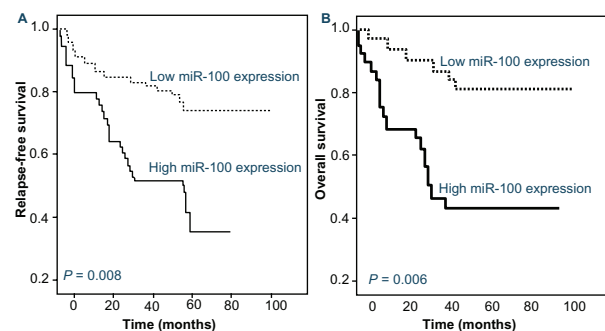 A
1.0
0.8
0.6
0.4
0.2
Relapse-free survival
Low miR-100 expression
High miR-100 expression
P = 0.008
0 20 40 60 80 100
Time (months)
B
1.0
0.8
0.6
0.4
0.2
Overall survival
Low miR-100 expression
High miR-100 expression
P = 0.006
0 20 40 60 80 100
Time (months)